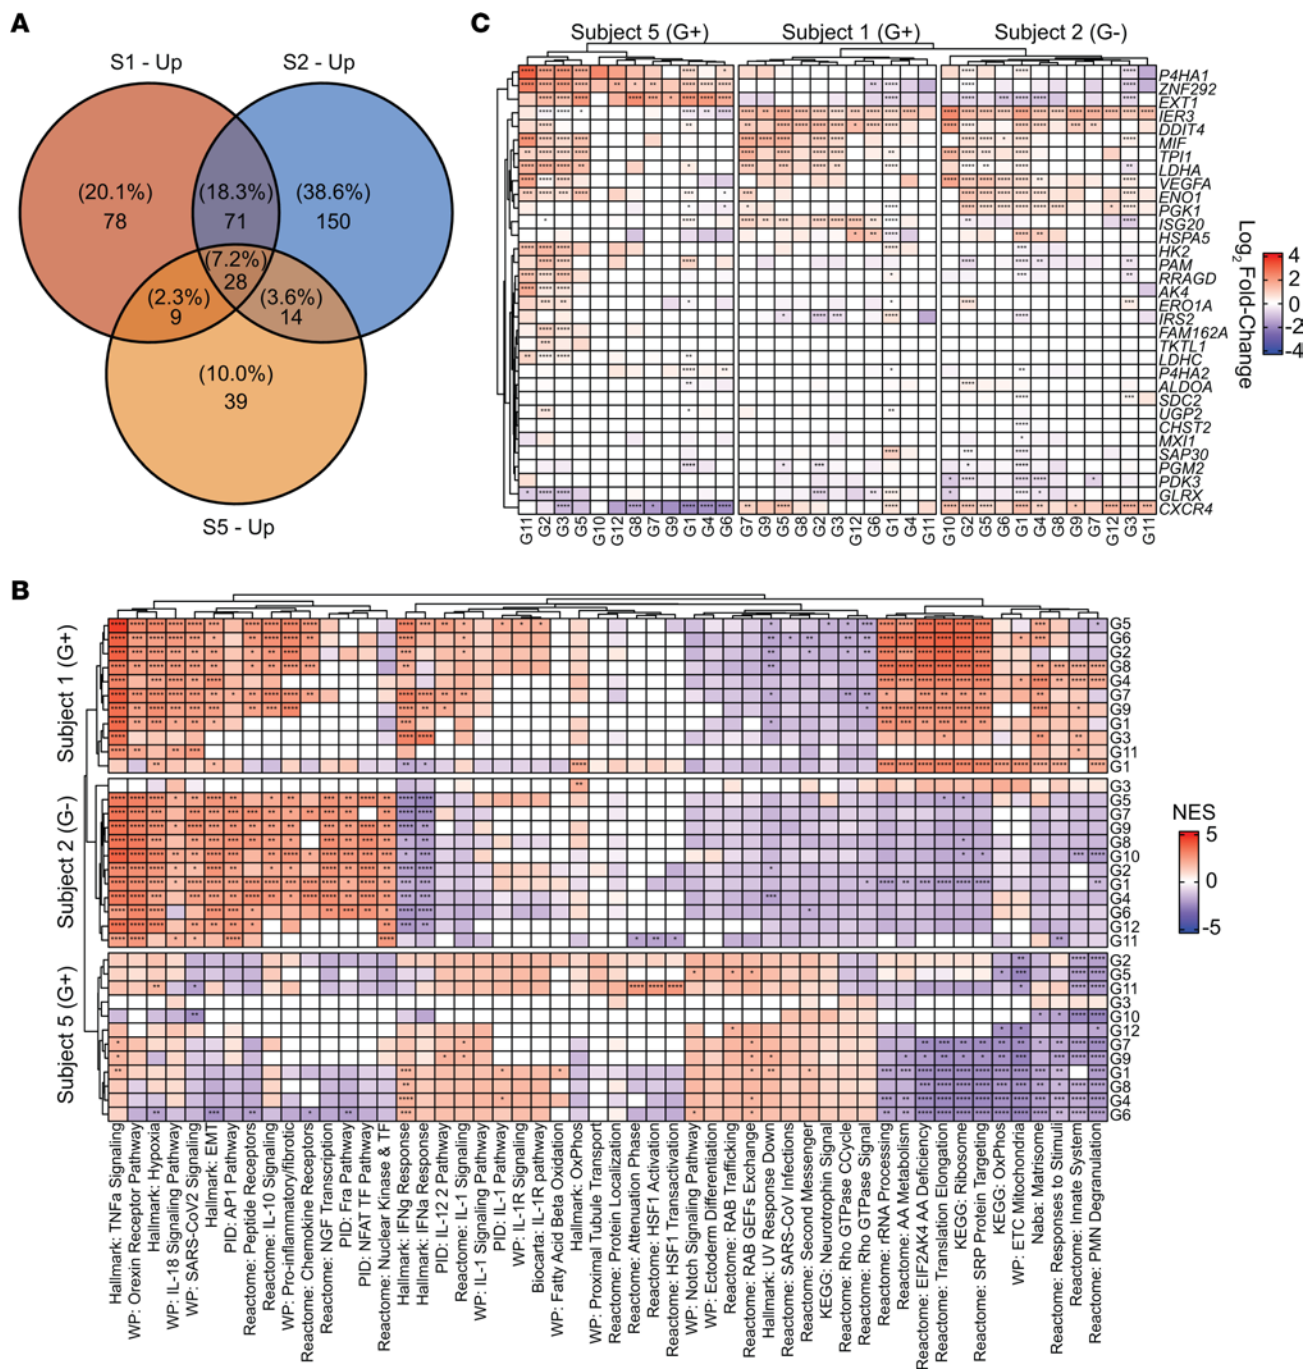 A
S1 - Up
S2 - Up
(20.1%)
78
(18.3%)
71
(38.6%)
150
(7.2%)
28
(2.3%)
9
(3.6%)
14
(10.0%)
39
S5 - Up
C
Subject 5 (G+)
Subject 1 (G+)
Subject 2 (G-)
P4HA1
ZNF292
EXT1
IER3
DDIT4
MIF
TPI1
LDHA
VEGFA
ENO1
PGK1
ISG20
HSPA5
HK2
PAM
RRAGD
AK4
ERO1A
IRS2
FAM162A
TKTL1
LDHC
P4HA2
ALDOA
SDC2
UGP2
CHST2
MXI1
SAP30
PGM2
PDK3
GLRX
CXCR4
G11 G2 G3 G5 G10 G12 G8 G7 G9 G1 G4 G6
G7 G9 G5 G8 G2 G3 G12 G6 G1 G4 G11
G10 G2 G5 G6 G1 G4 G8 G9 G7 G12 G3 G11
Log2 Fold-Change
4
2
0
-2
-4
B
Subject 1 (G+)
G5
G6
G2
G8
G4
G7
G9
G1
G3
G11
G1
Subject 2 (G-)
G3
G5
G7
G9
G8
G10
G2
G1
G4
G6
G12
G11
Subject 5 (G+)
G2
G5
G11
G3
G10
G12
G7
G9
G1
G8
G4
G6
NES
5
0
-5
Hallmark: TNFa Signaling
WP: Orexin Receptor Pathway
Hallmark: Hypoxia
WP: IL-18 Signaling Pathway
WP: SARS-CoV2 Signaling
Hallmark: EMT
PID: AP1 Pathway
Reactome: Peptide Receptors
Reactome: IL-10 Signaling
WP: Pro-inflammatory/fibrotic
Reactome: Chemokine Receptors
Reactome: NGF Transcription
PID: Fra Pathway
PID: NFAT TF Pathway
Reactome: Nuclear Kinase & TF
Hallmark: IFNg Response
Hallmark: IFNa Response
PID: IL-12 2 Pathway
Reactome: IL-1 Signaling
WP: IL-1 Signaling Pathway
PID: IL-1 Pathway
WP: IL-1R Signaling
Biocarta: IL-1R pathway
WP: Fatty Acid Beta Oxidation
Hallmark: OxPhos
WP: Proximal Tubule Transport
Reactome: Protein Localization
Reactome: Attenuation Phase
Reactome: HSF1 Activation
Reactome: HSF1 Transactivation
WP: Notch Signaling Pathway
WP: Ectoderm Differentiation
Reactome: RAB Trafficking
Reactome: RAB GEFs Exchange
Hallmark: UV Response Down
Reactome: SARS-CoV Infections
Reactome: Second Messenger
KEGG: Neurotrophin Signal
Reactome: Rho GTPase CCycle
Reactome: Rho GTPase Signal
Reactome: rRNA Processing
Reactome: AA Metabolism
Reactome: EIF2AK4 AA Deficiency
Reactome: Translation Elongation
KEGG: Ribosome
Reactome: SRP Protein Targeting
KEGG: OxPhos
WP: ETC Mitochondria
Naba: Matrisome
Reactome: Responses to Stimuli
Reactome: Innate System
Reactome: PMN Degranulation